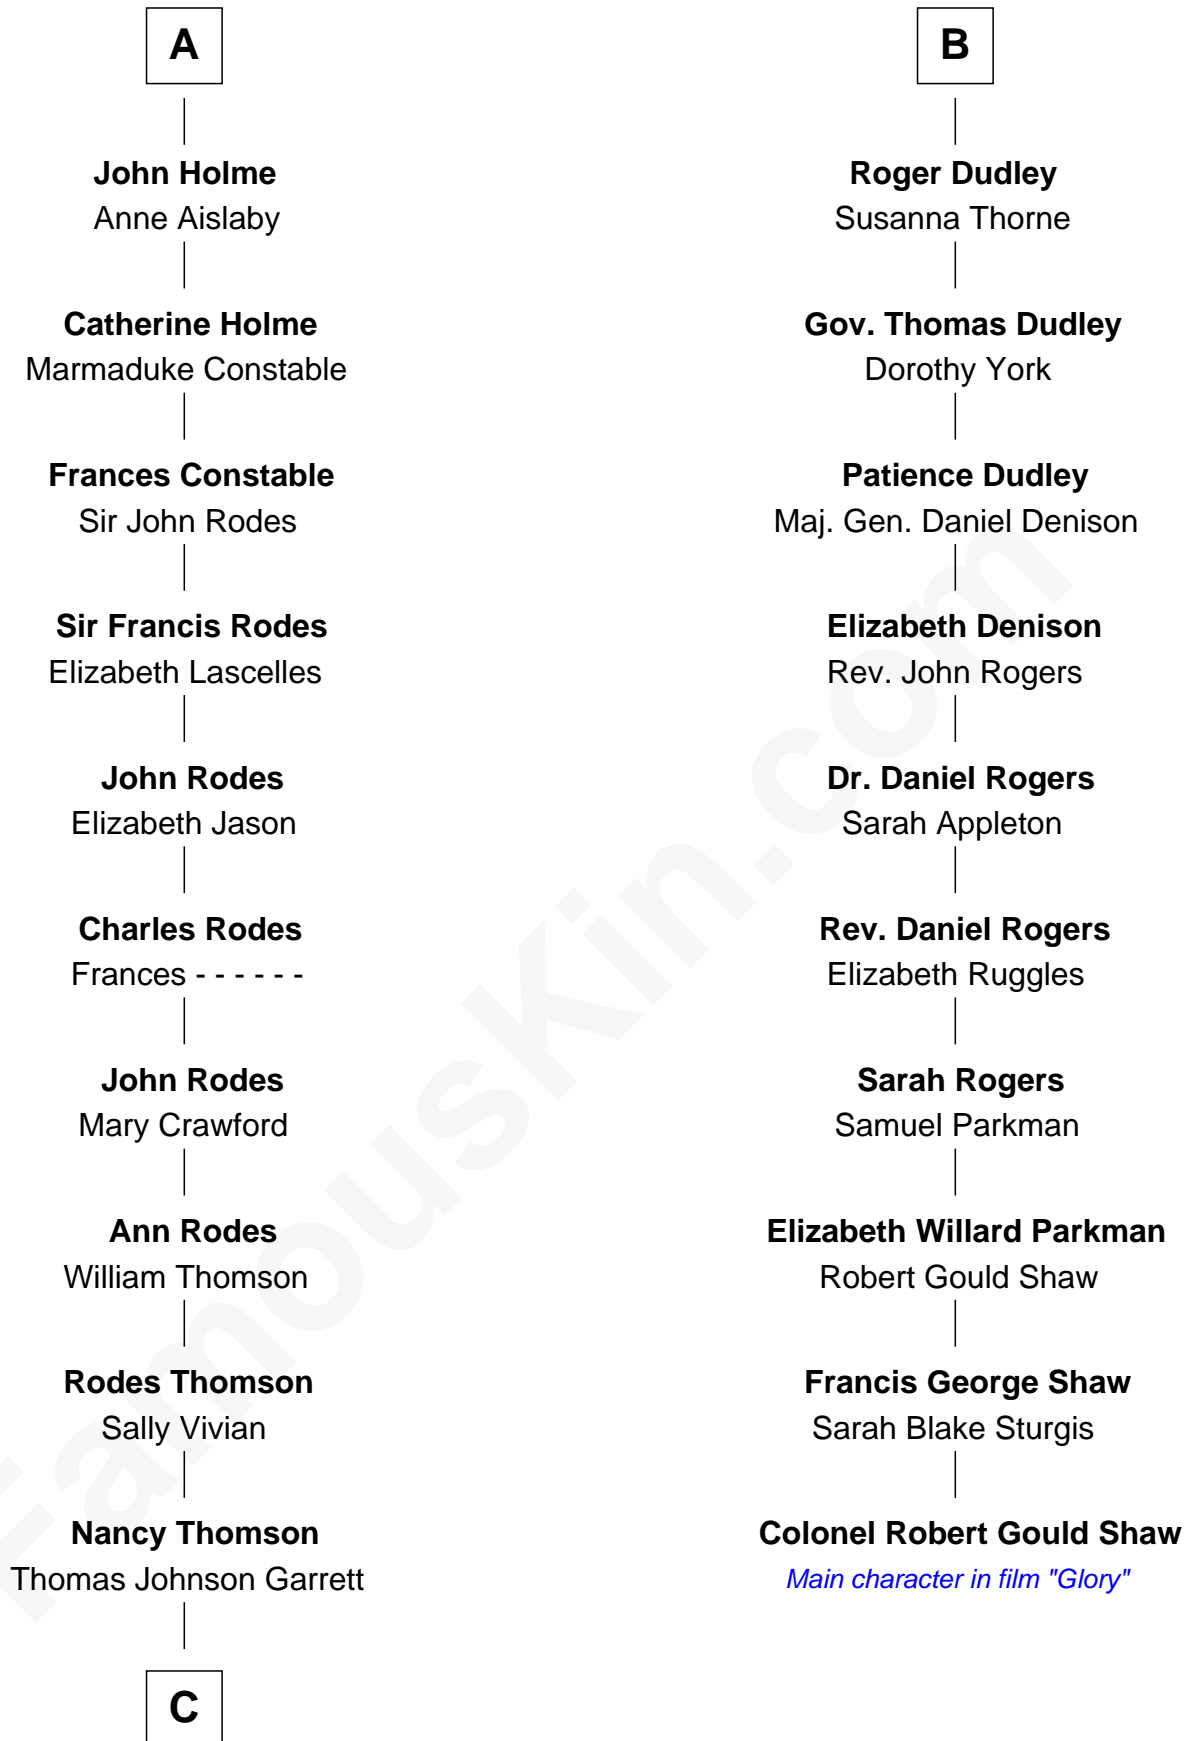 A
John Holme
Anne Aislaby
Catherine Holme
Marmaduke Constable
Frances Constable
Sir John Rodes
Sir Francis Rodes
Elizabeth Lascelles
John Rodes
Elizabeth Jason
Charles Rodes
Frances - - - - - -
John Rodes
Mary Crawford
Ann Rodes
William Thomson
Rodes Thomson
Sally Vivian
Nancy Thomson
Thomas Johnson Garrett
C
B
Roger Dudley
Susanna Thorne
Gov. Thomas Dudley
Dorothy York
Patience Dudley
Maj. Gen. Daniel Denison
Elizabeth Denison
Rev. John Rogers
Dr. Daniel Rogers
Sarah Appleton
Rev. Daniel Rogers
Elizabeth Ruggles
Sarah Rogers
Samuel Parkman
Elizabeth Willard Parkman
Robert Gould Shaw
Francis George Shaw
Sarah Blake Sturgis
Colonel Robert Gould Shaw
Main character in film "Glory"
FamousKin.com